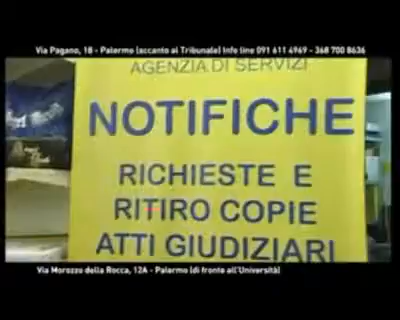 Via Pagano, 18 - Palermo (accanto al Tribunale) Info line 091 611 4969 - 368 700 8636
AGENZIA DI SERVIZI
NOTIFICHE
RICHIESTE E
RITIRO COPIE
ATTI GIUDIZIARI
Via Morozzo della Rocca, 12A - Palermo (di fronte all'Università)